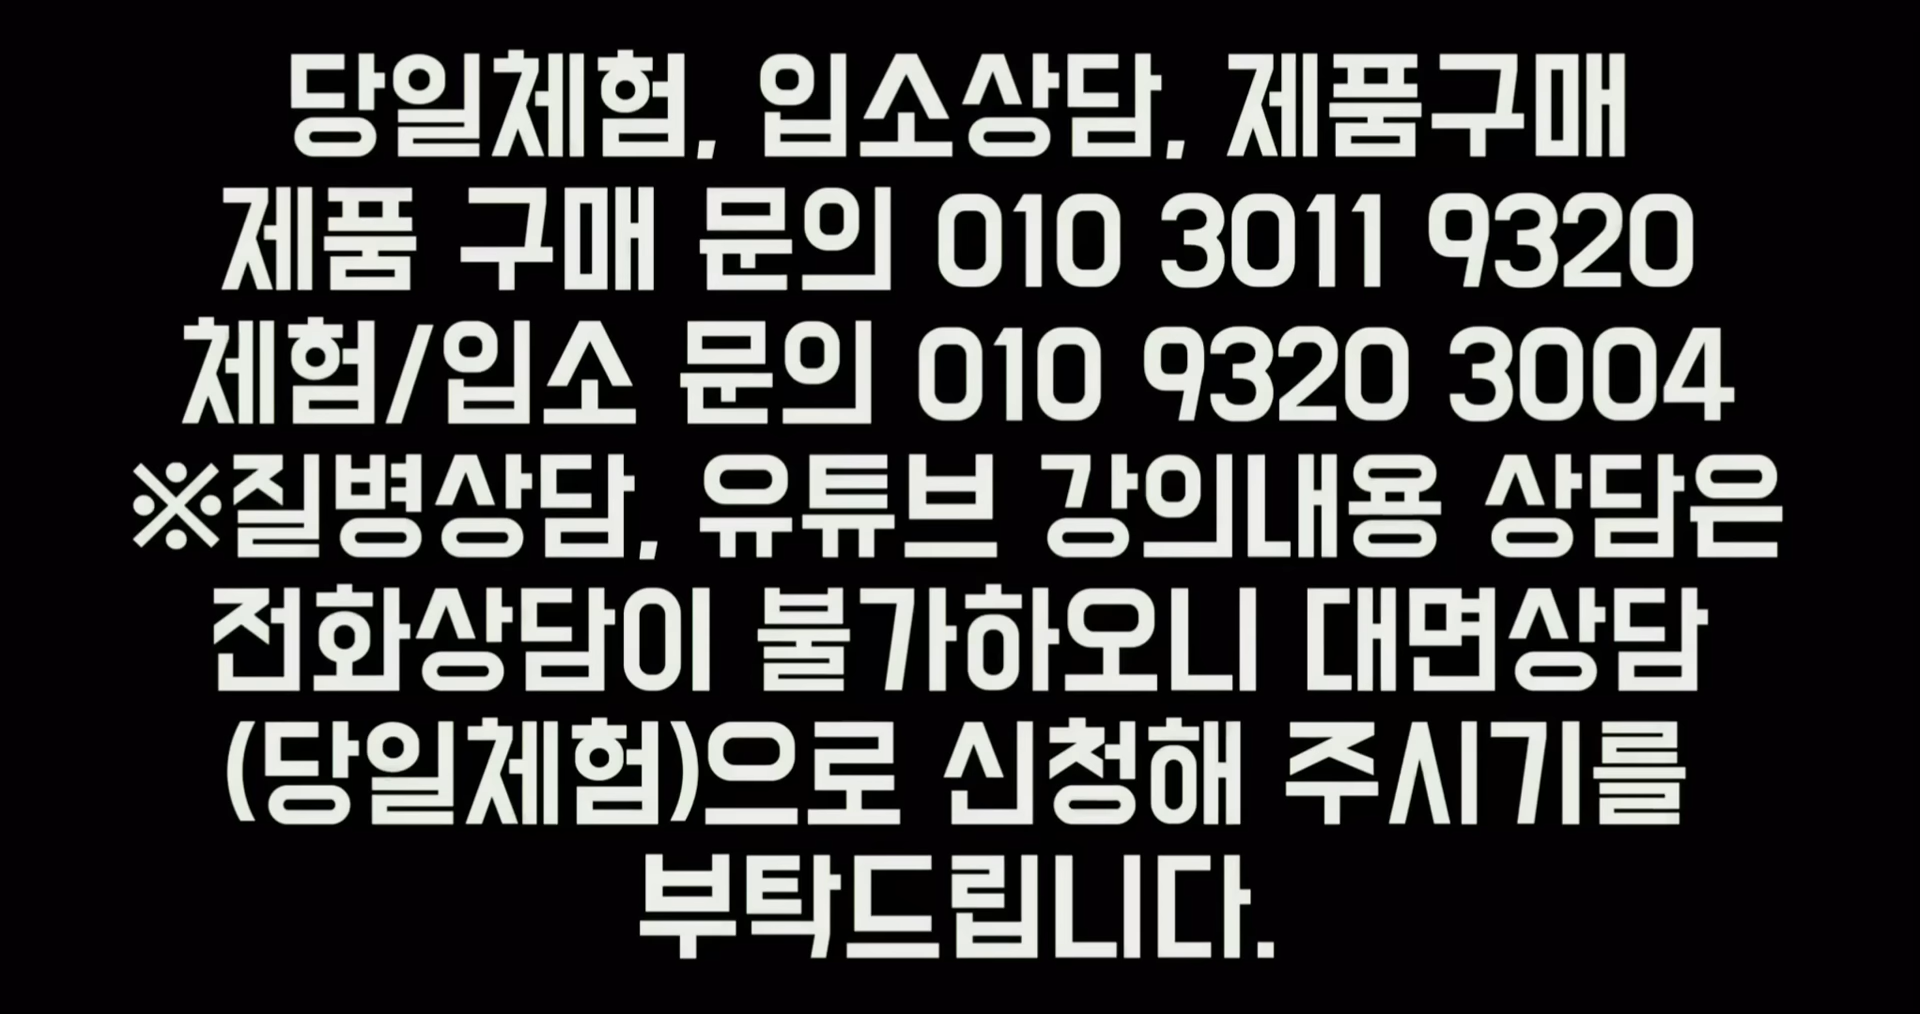 당일체험, 입소상담, 제품구매
제품 구매 문의 010 3011 9320
체험/입소 문의 010 9320 3004
※질병상담, 유튜브 강의내용 상담은
전화상담이 불가하오니 대면상담
(당일체험)으로 신청해 주시기를
부탁드립니다.